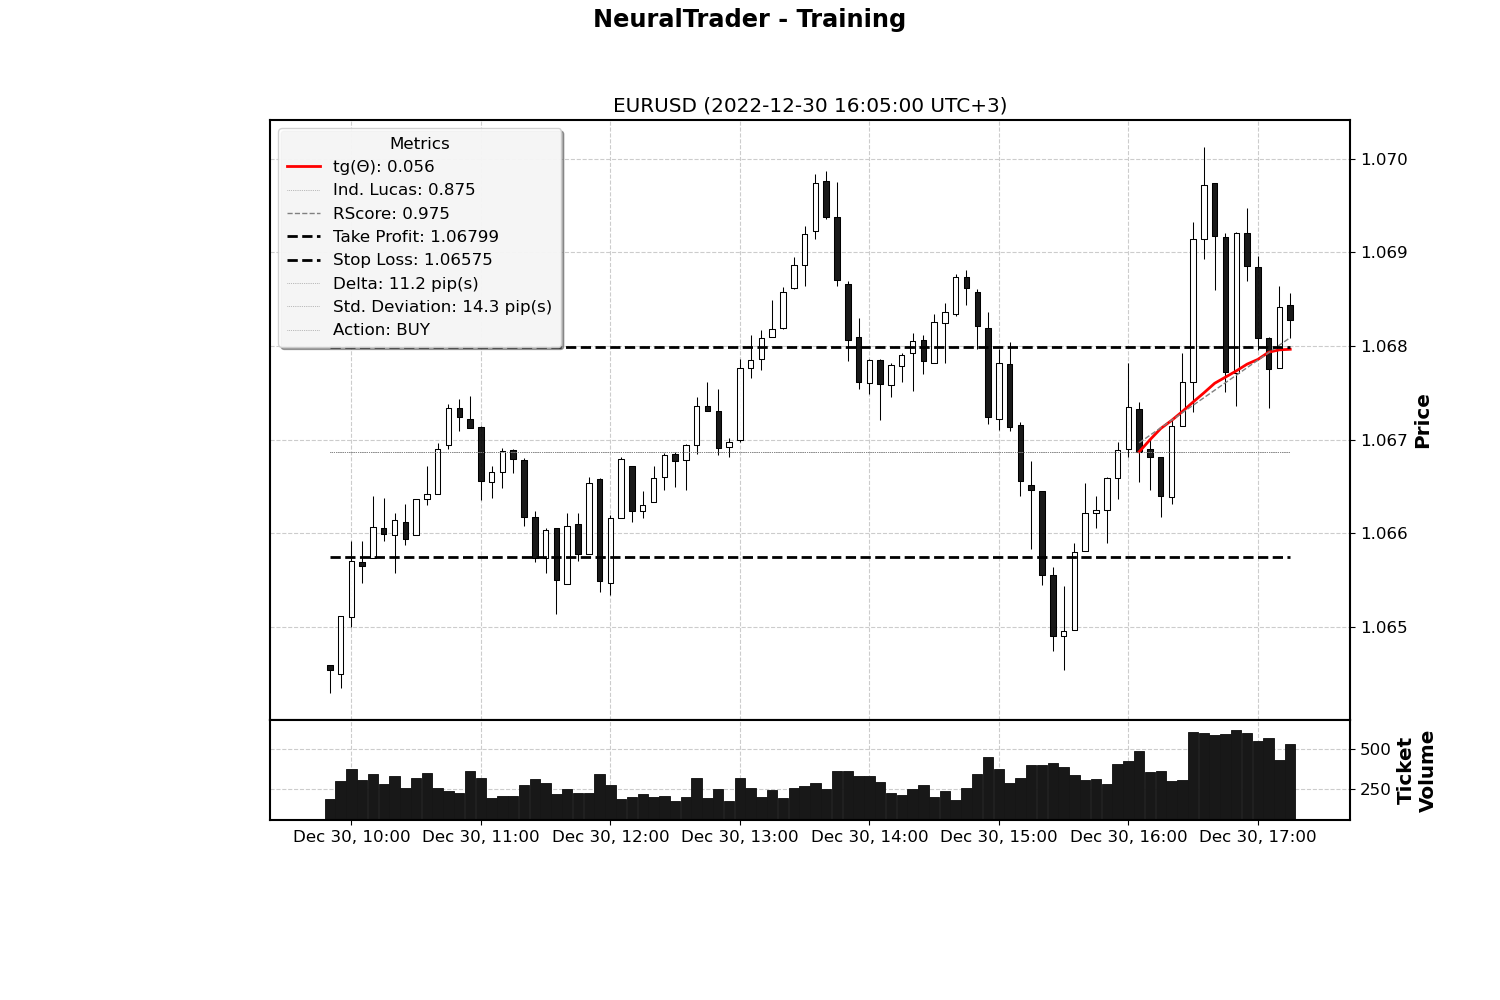 NeuralTrader - Training
EURUSD (2022-12-30 16:05:00 UTC+3)
Metrics
tg(Θ): 0.056
Ind. Lucas: 0.875
RScore: 0.975
Take Profit: 1.06799
Stop Loss: 1.06575
Delta: 11.2 pip(s)
Std. Deviation: 14.3 pip(s)
Action: BUY
1.070
1.069
1.068
1.067
1.066
1.065
Price
500
250
Ticket
Volume
Dec 30, 10:00
Dec 30, 11:00
Dec 30, 12:00
Dec 30, 13:00
Dec 30, 14:00
Dec 30, 15:00
Dec 30, 16:00
Dec 30, 17:00